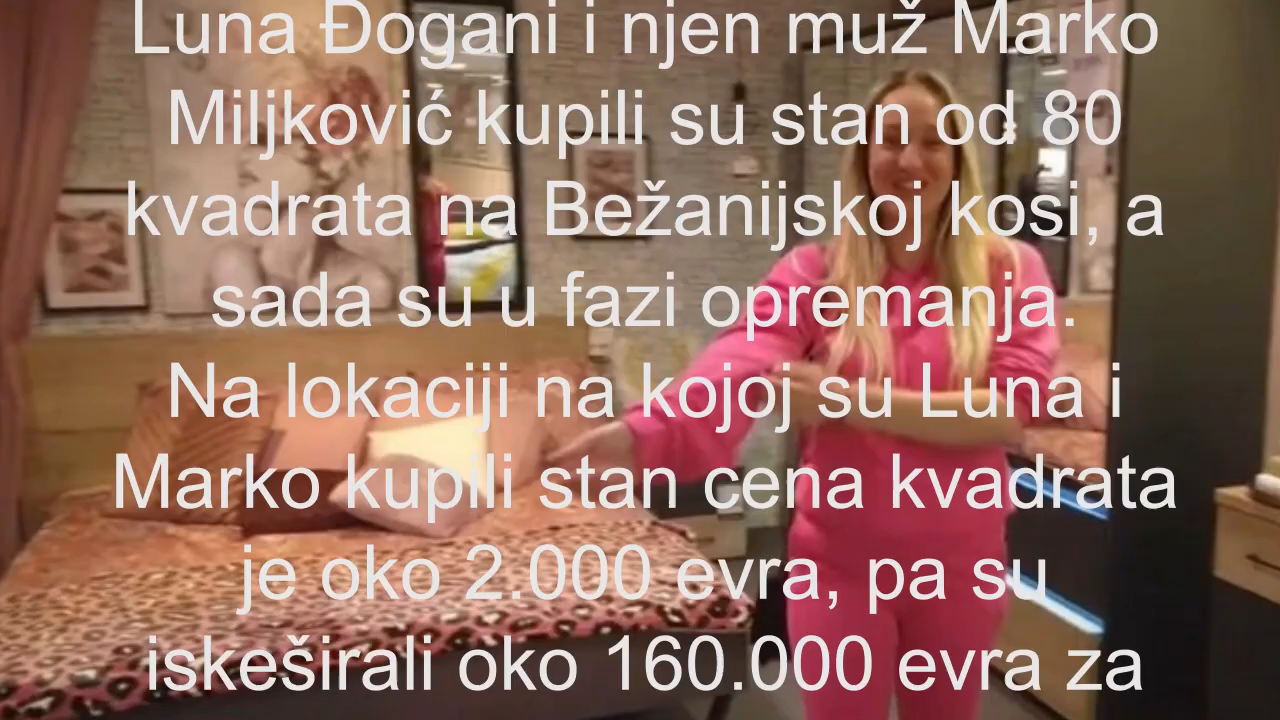 Luna Đogani i njen muž Marko
Miljković kupili su stan od 80
kvadrata na Bežanijskoj kosi, a
sada su u fazi opremanja.
Na lokaciji na kojoj su Luna i
Marko kupili stan cena kvadrata
je oko 2.000 evra, pa su
iskeširali oko 160.000 evra za